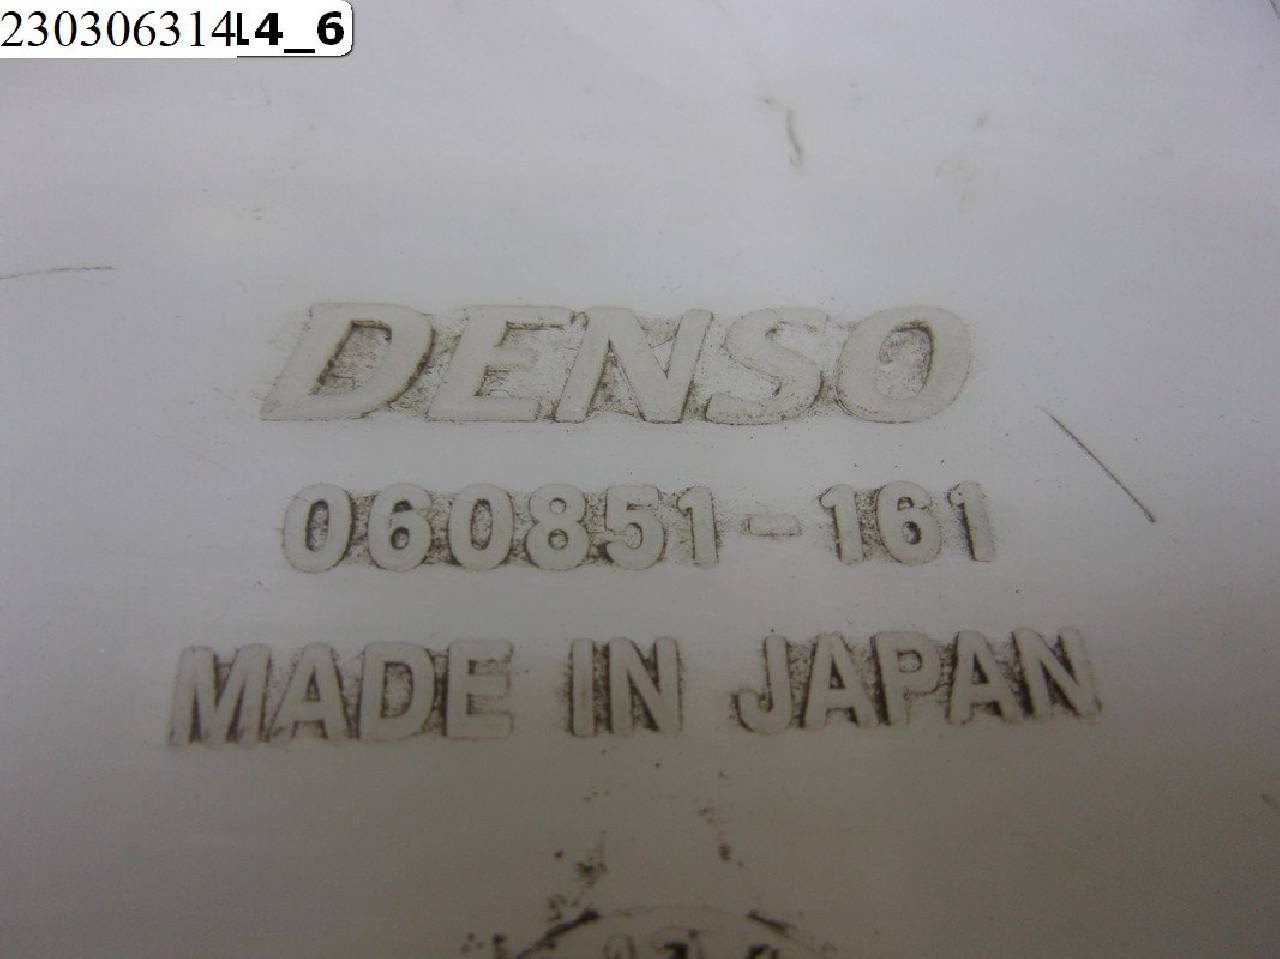 230306314L4_6
DENSO
060851-161
MADE IN JAPAN